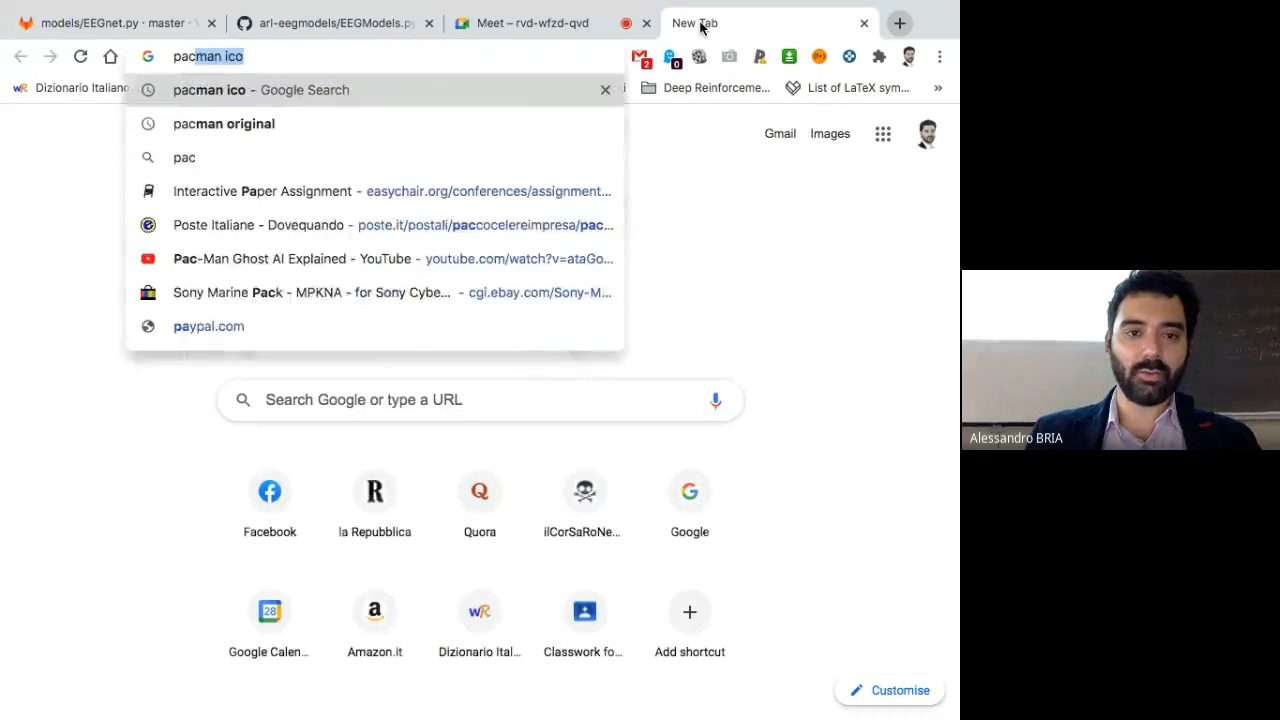 models/EEGnet.py · master · V
arl-eegmodels/EEGModels.py
Meet – rvd-wfzd-qvd
New Tab
pacman ico
2
0
Dizionario Italiano
i
Deep Reinforceme...
List of LaTeX sym...
»
pacman ico - Google Search
pacman original
pac
Interactive Paper Assignment - easychair.org/conferences/assignment...
Poste Italiane - Dovequando - poste.it/postali/paccocelereimpresa/pac...
Pac-Man Ghost AI Explained - YouTube - youtube.com/watch?v=ataGo...
Sony Marine Pack - MPKNA - for Sony Cybe... - cgi.ebay.com/Sony-M...
paypal.com
Gmail
Images
Search Google or type a URL
Facebook
R
la Repubblica
Q
Quora
ilCorSaRoNe...
G
Google
28
Google Calen...
a
Amazon.it
wR
Dizionario Ital...
Classwork fo...
Add shortcut
Customise
Alessandro BRIA